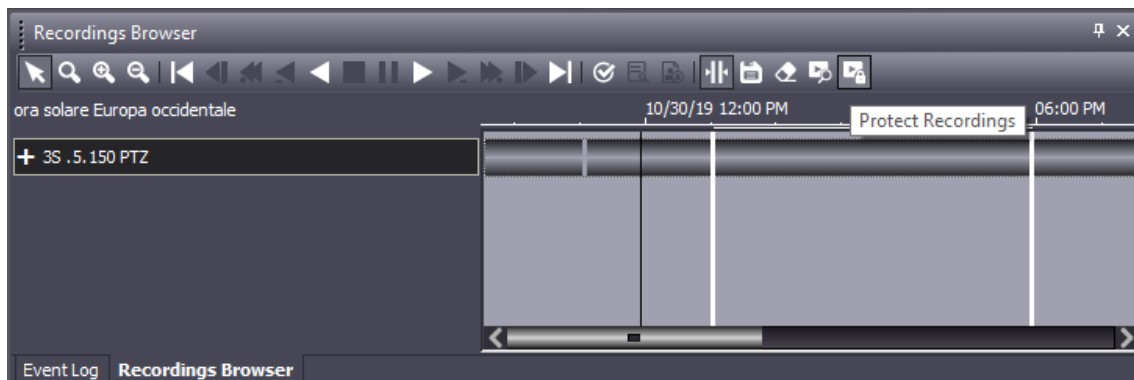 Recordings Browser
ora solare Europa occidentale
10/30/19 12:00 PM
06:00 PM
Protect Recordings
3S .5.150 PTZ
Event Log
Recordings Browser